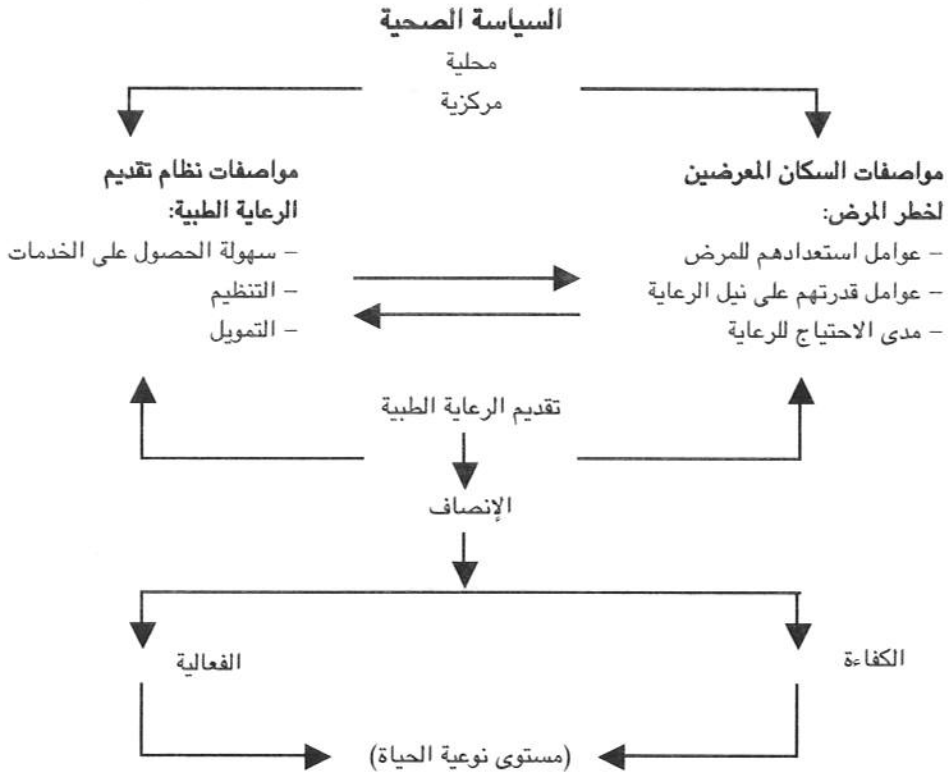 السياسة الصحية
محلية
مركزية
مواصفات السكان المعرضين
لخطر المرض:
– عوامل استعدادهم للمرض
– عوامل قدرتهم على نيل الرعاية
– مدى الاحتياج للرعاية
مواصفات نظام تقديم
الرعاية الطبية:
– سهولة الحصول على الخدمات
– التنظيم
– التمويل
تقديم الرعاية الطبية
الإنصاف
الكفاءة
الفعالية
(مستوى نوعية الحياة)